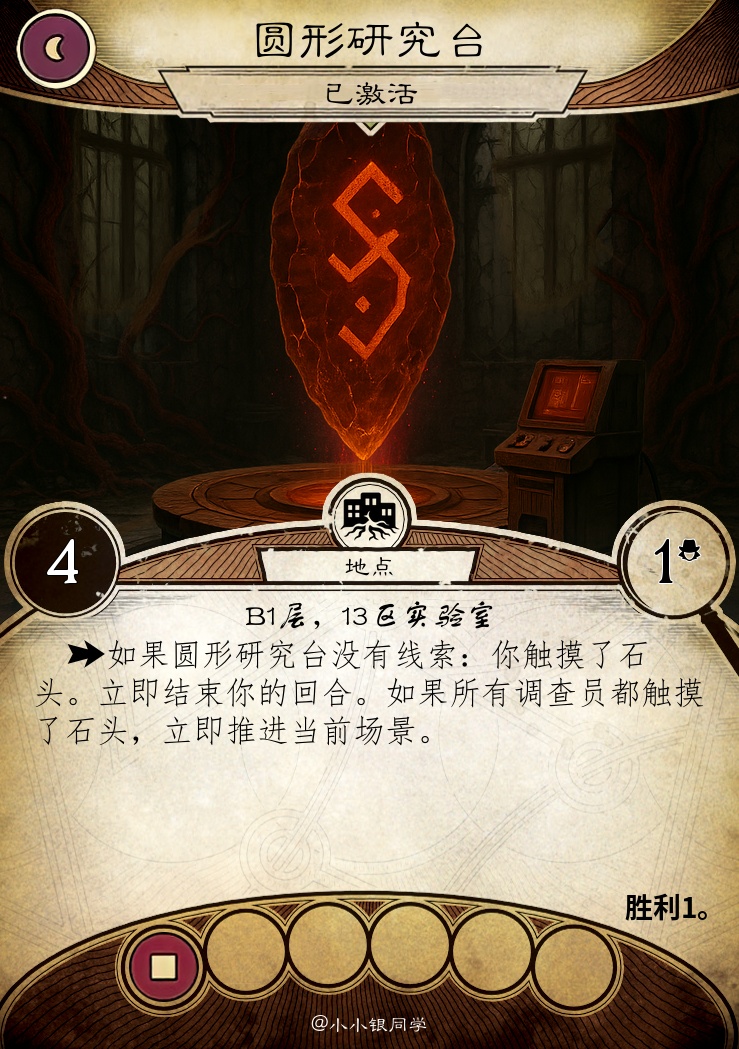 圆形研究台
已激活
4
1
地点
B1层，13区实验室
如果圆形研究台没有线索：你触摸了石
头。立即结束你的回合。如果所有调查员都触摸
了石头，立即推进当前场景。
胜利1。
@小小银同学